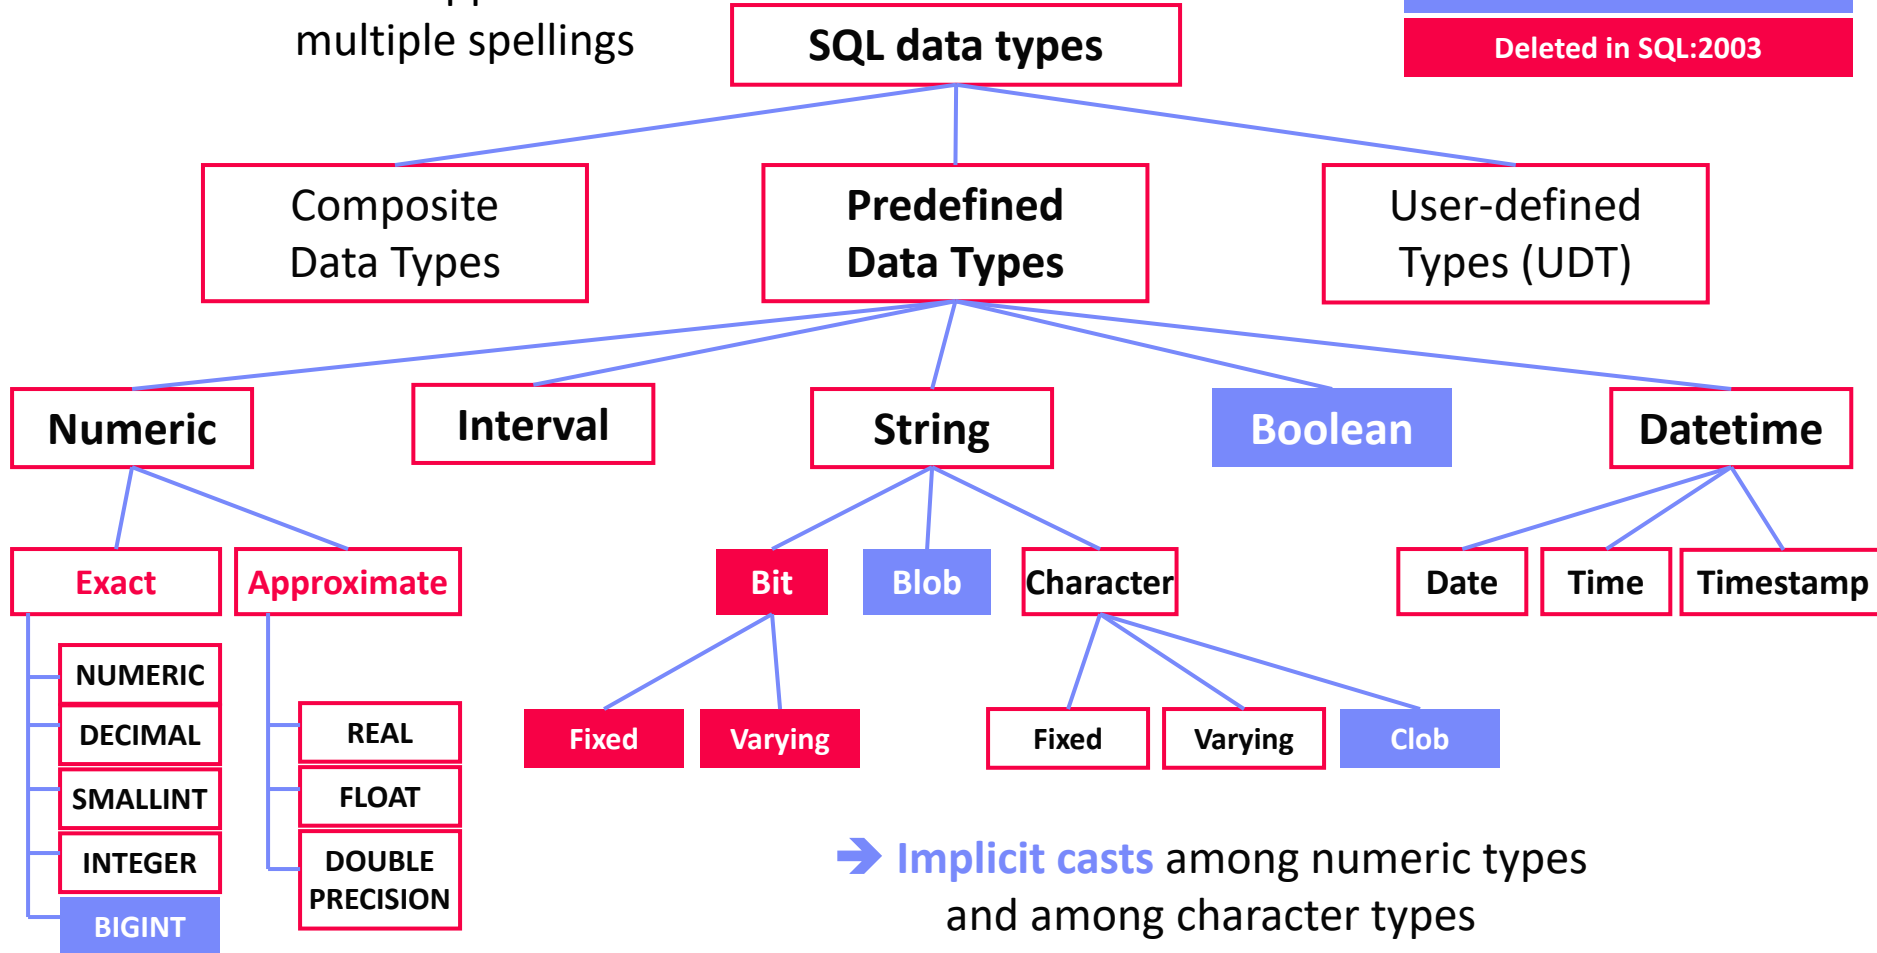 multiple spellings
SQL data types
Deleted in SQL:2003
Composite
Data Types
Predefined
Data Types
User-defined
Types (UDT)
Numeric
Interval
String
Boolean
Datetime
Exact
Approximate
Bit
Blob
Character
Date
Time
Timestamp
NUMERIC
DECIMAL
SMALLINT
INTEGER
BIGINT
REAL
FLOAT
DOUBLE
PRECISION
Fixed
Varying
Fixed
Varying
Clob
➔ Implicit casts among numeric types
and among character types